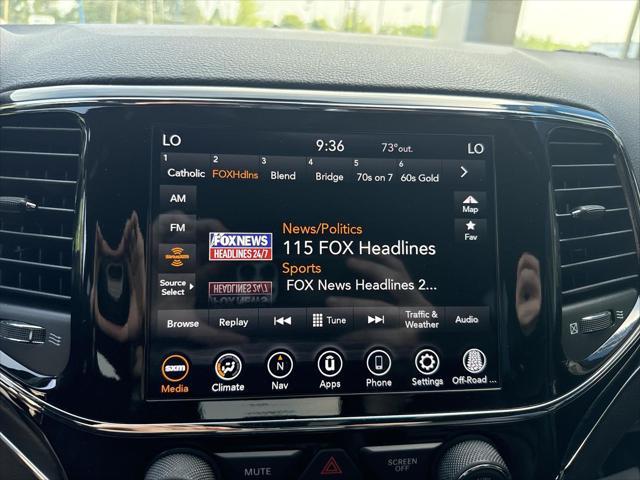 LO 9:36 73°out. LO
1 2 3 4 5 6
Catholic FOXHdlns Blend Bridge 70s on 7 60s Gold
AM
FM
SiriusXM
Source Select
FOX NEWS
HEADLINES 24/7
News/Politics
115 FOX Headlines
Sports
FOX News Headlines 2...
Map
Fav
Browse Replay Tune Traffic & Weather Audio
sxm N
Media Climate Nav Apps Phone Settings Off-Road ...
MUTE SCREEN OFF